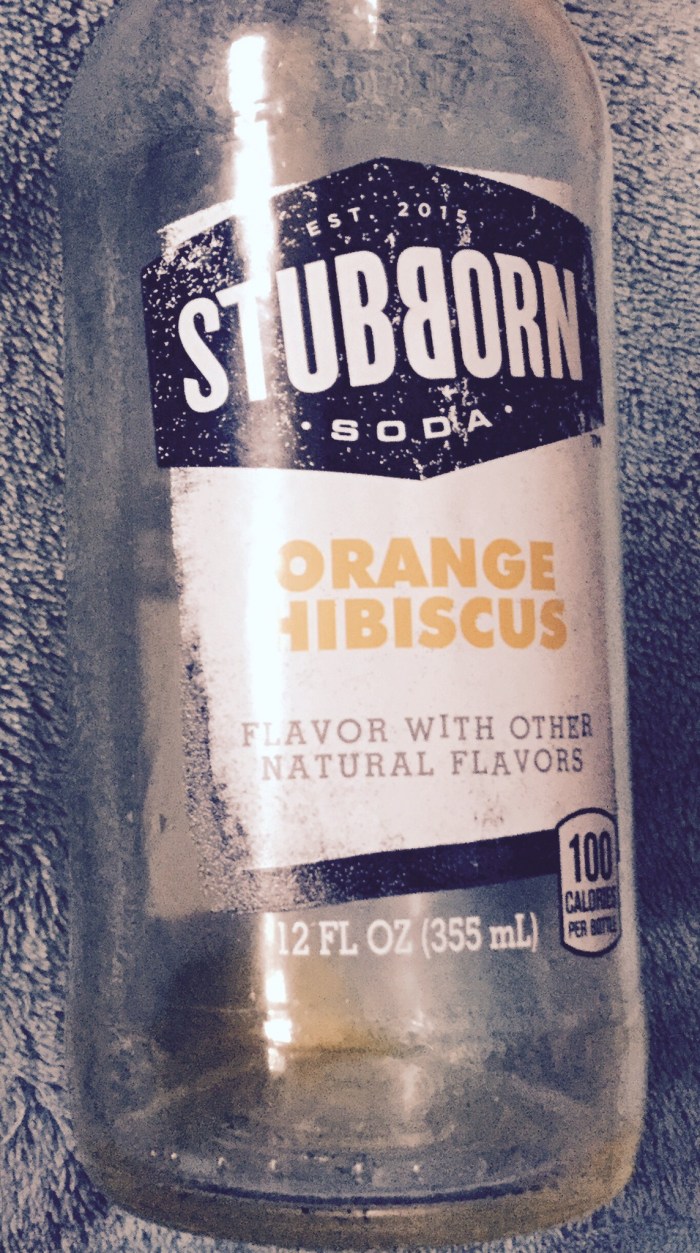 EST. 2015
STUBBORN
SODA
ORANGE
HIBISCUS
FLAVOR WITH OTHER
NATURAL FLAVORS
100
CALORIES
PER BOTTLE
12 FL OZ (355 mL)